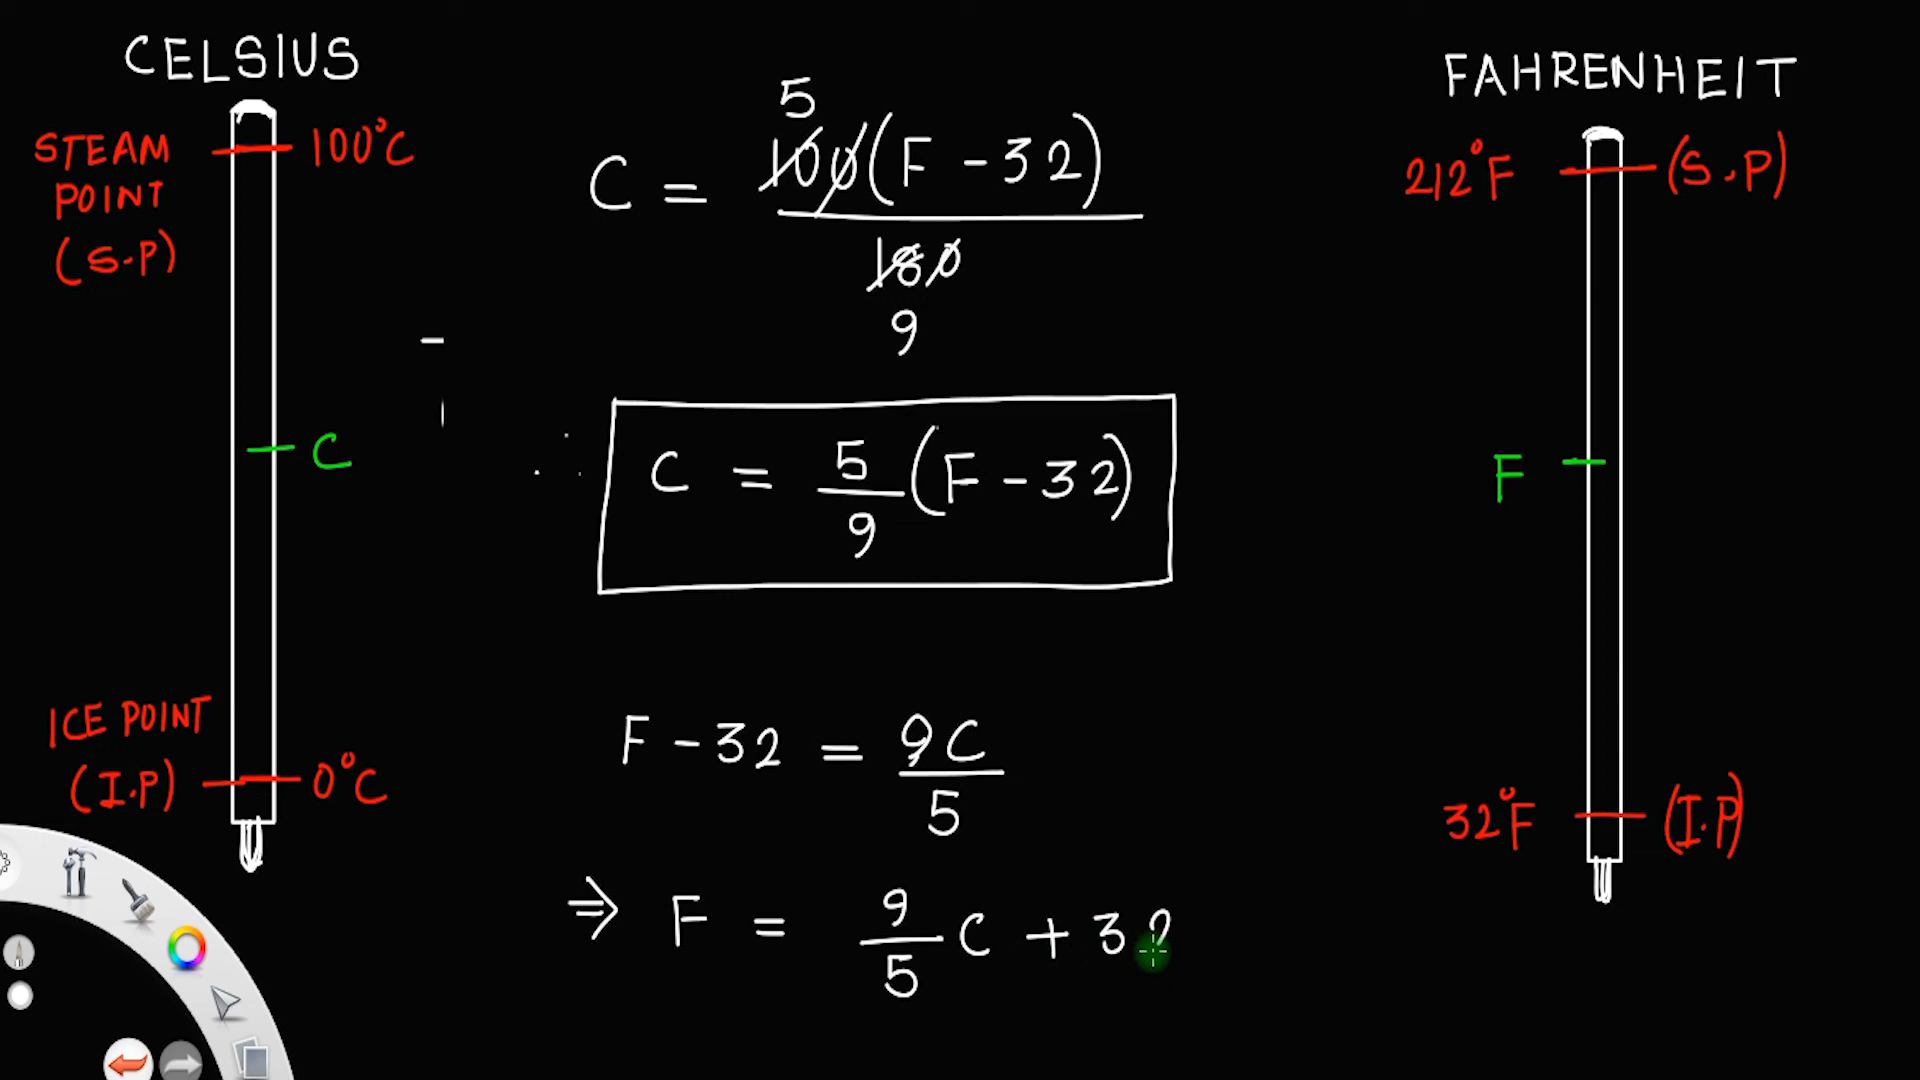 CELSIUS
STEAM
POINT
(S.P)
100°C
C
ICE POINT
(I.P)
0°C
5
C = 100(F - 32)
180
9
∴ C = 5/9 (F - 32)
F - 32 = 9C/5
⇒ F = 9/5 C + 32
FAHRENHEIT
212°F
(S.P)
F
32°F
(I.P)